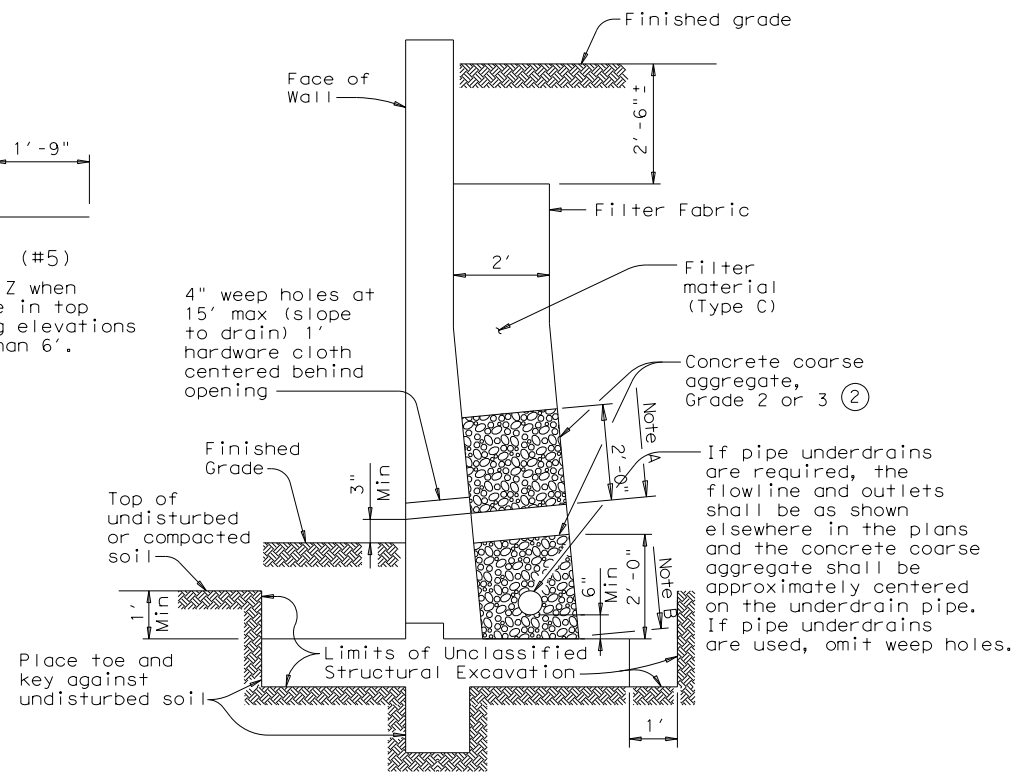 Finished grade
Face of
Wall
2'-6"±
1'-9"
Filter Fabric
(#5)
2'
Z when
e in top
g elevations
han 6'.
Filter
material
(Type C)
4" weep holes at
15' max (slope
to drain) 1'
hardware cloth
centered behind
opening
Concrete coarse
aggregate,
Grade 2 or 3 2
Note A
2'-0"
Finished
Grade
3"
Min
If pipe underdrains
are required, the
flowline and outlets
shall be as shown
elsewhere in the plans
and the concrete coarse
aggregate shall be
approximately centered
on the underdrain pipe.
If pipe underdrains
are used, omit weep holes.
Top of
undisturbed
or compacted
soil
6"
Min
2'-0"
Note B
1'
Min
Limits of Unclassified
Structural Excavation
Place toe and
key against
undisturbed soil
1'